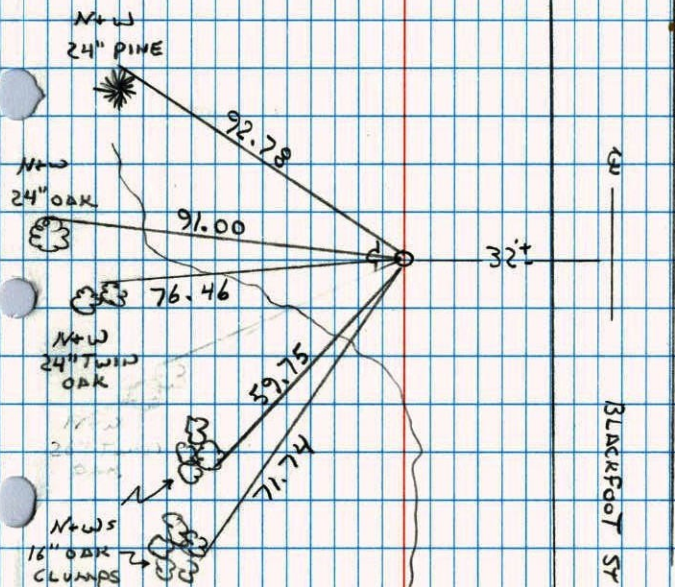 N+W
24" PINE
92.78
N+W
24" OAK
91.00
32'±
76.46
N+W
24" TWIN
OAK
59.75
71.74
N+WS
16" OAK
CLUMPS
BLACKFOOT ST